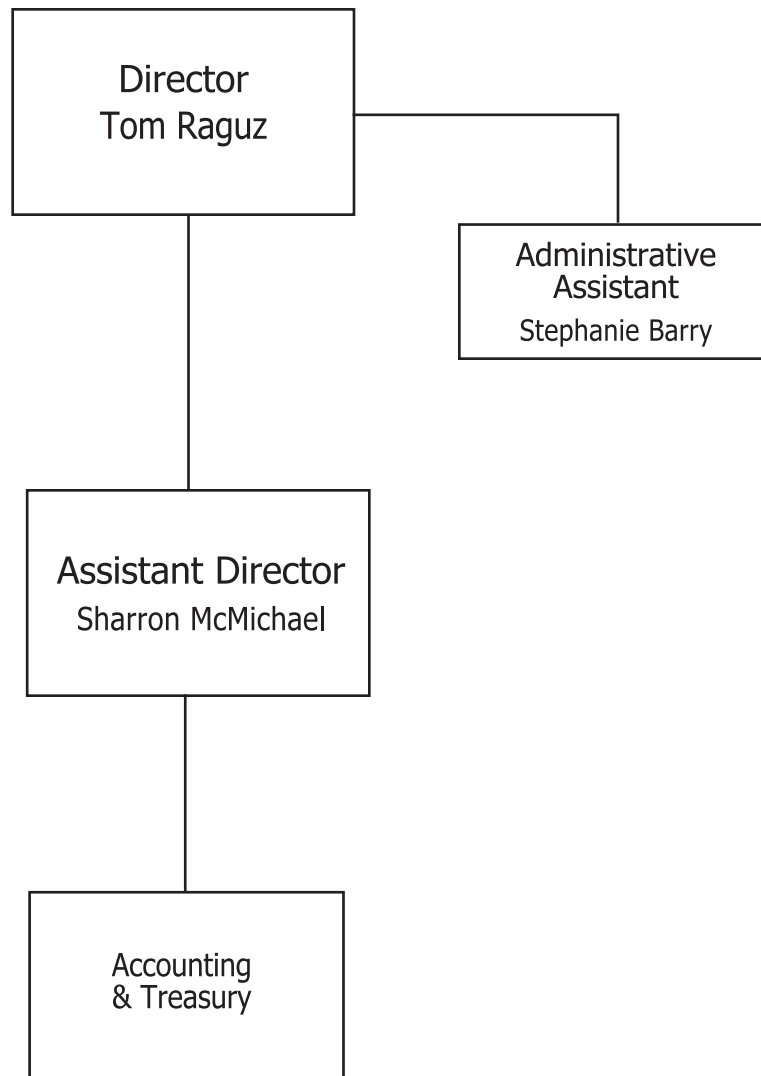 Director
Tom Raguz
Administrative
Assistant
Stephanie Barry
Assistant Director
Sharron McMichael
Accounting
& Treasury